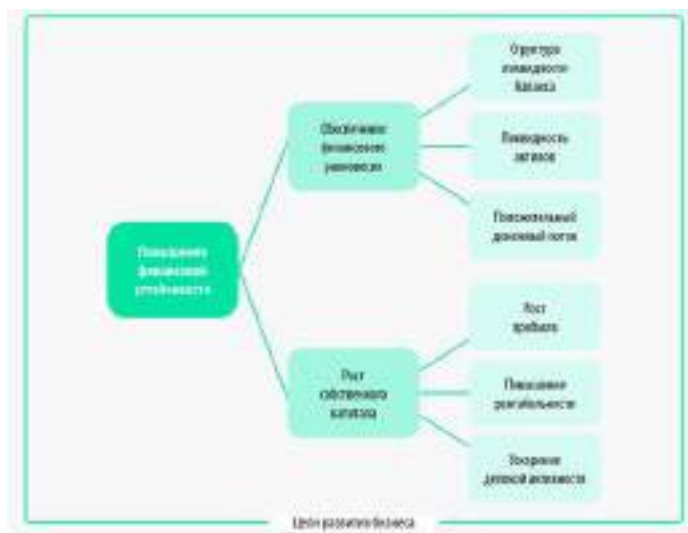 Структура
ликвидности
баланса
Обеспечение
финансового
равновесия
Ликвидность
активов
Положительный
денежный поток
Повышение
финансовой
устойчивости
Рост
прибыли
Рост
собственного
капитала
Повышение
рентабельности
Ускорение
деловой активности
Цели развития бизнеса